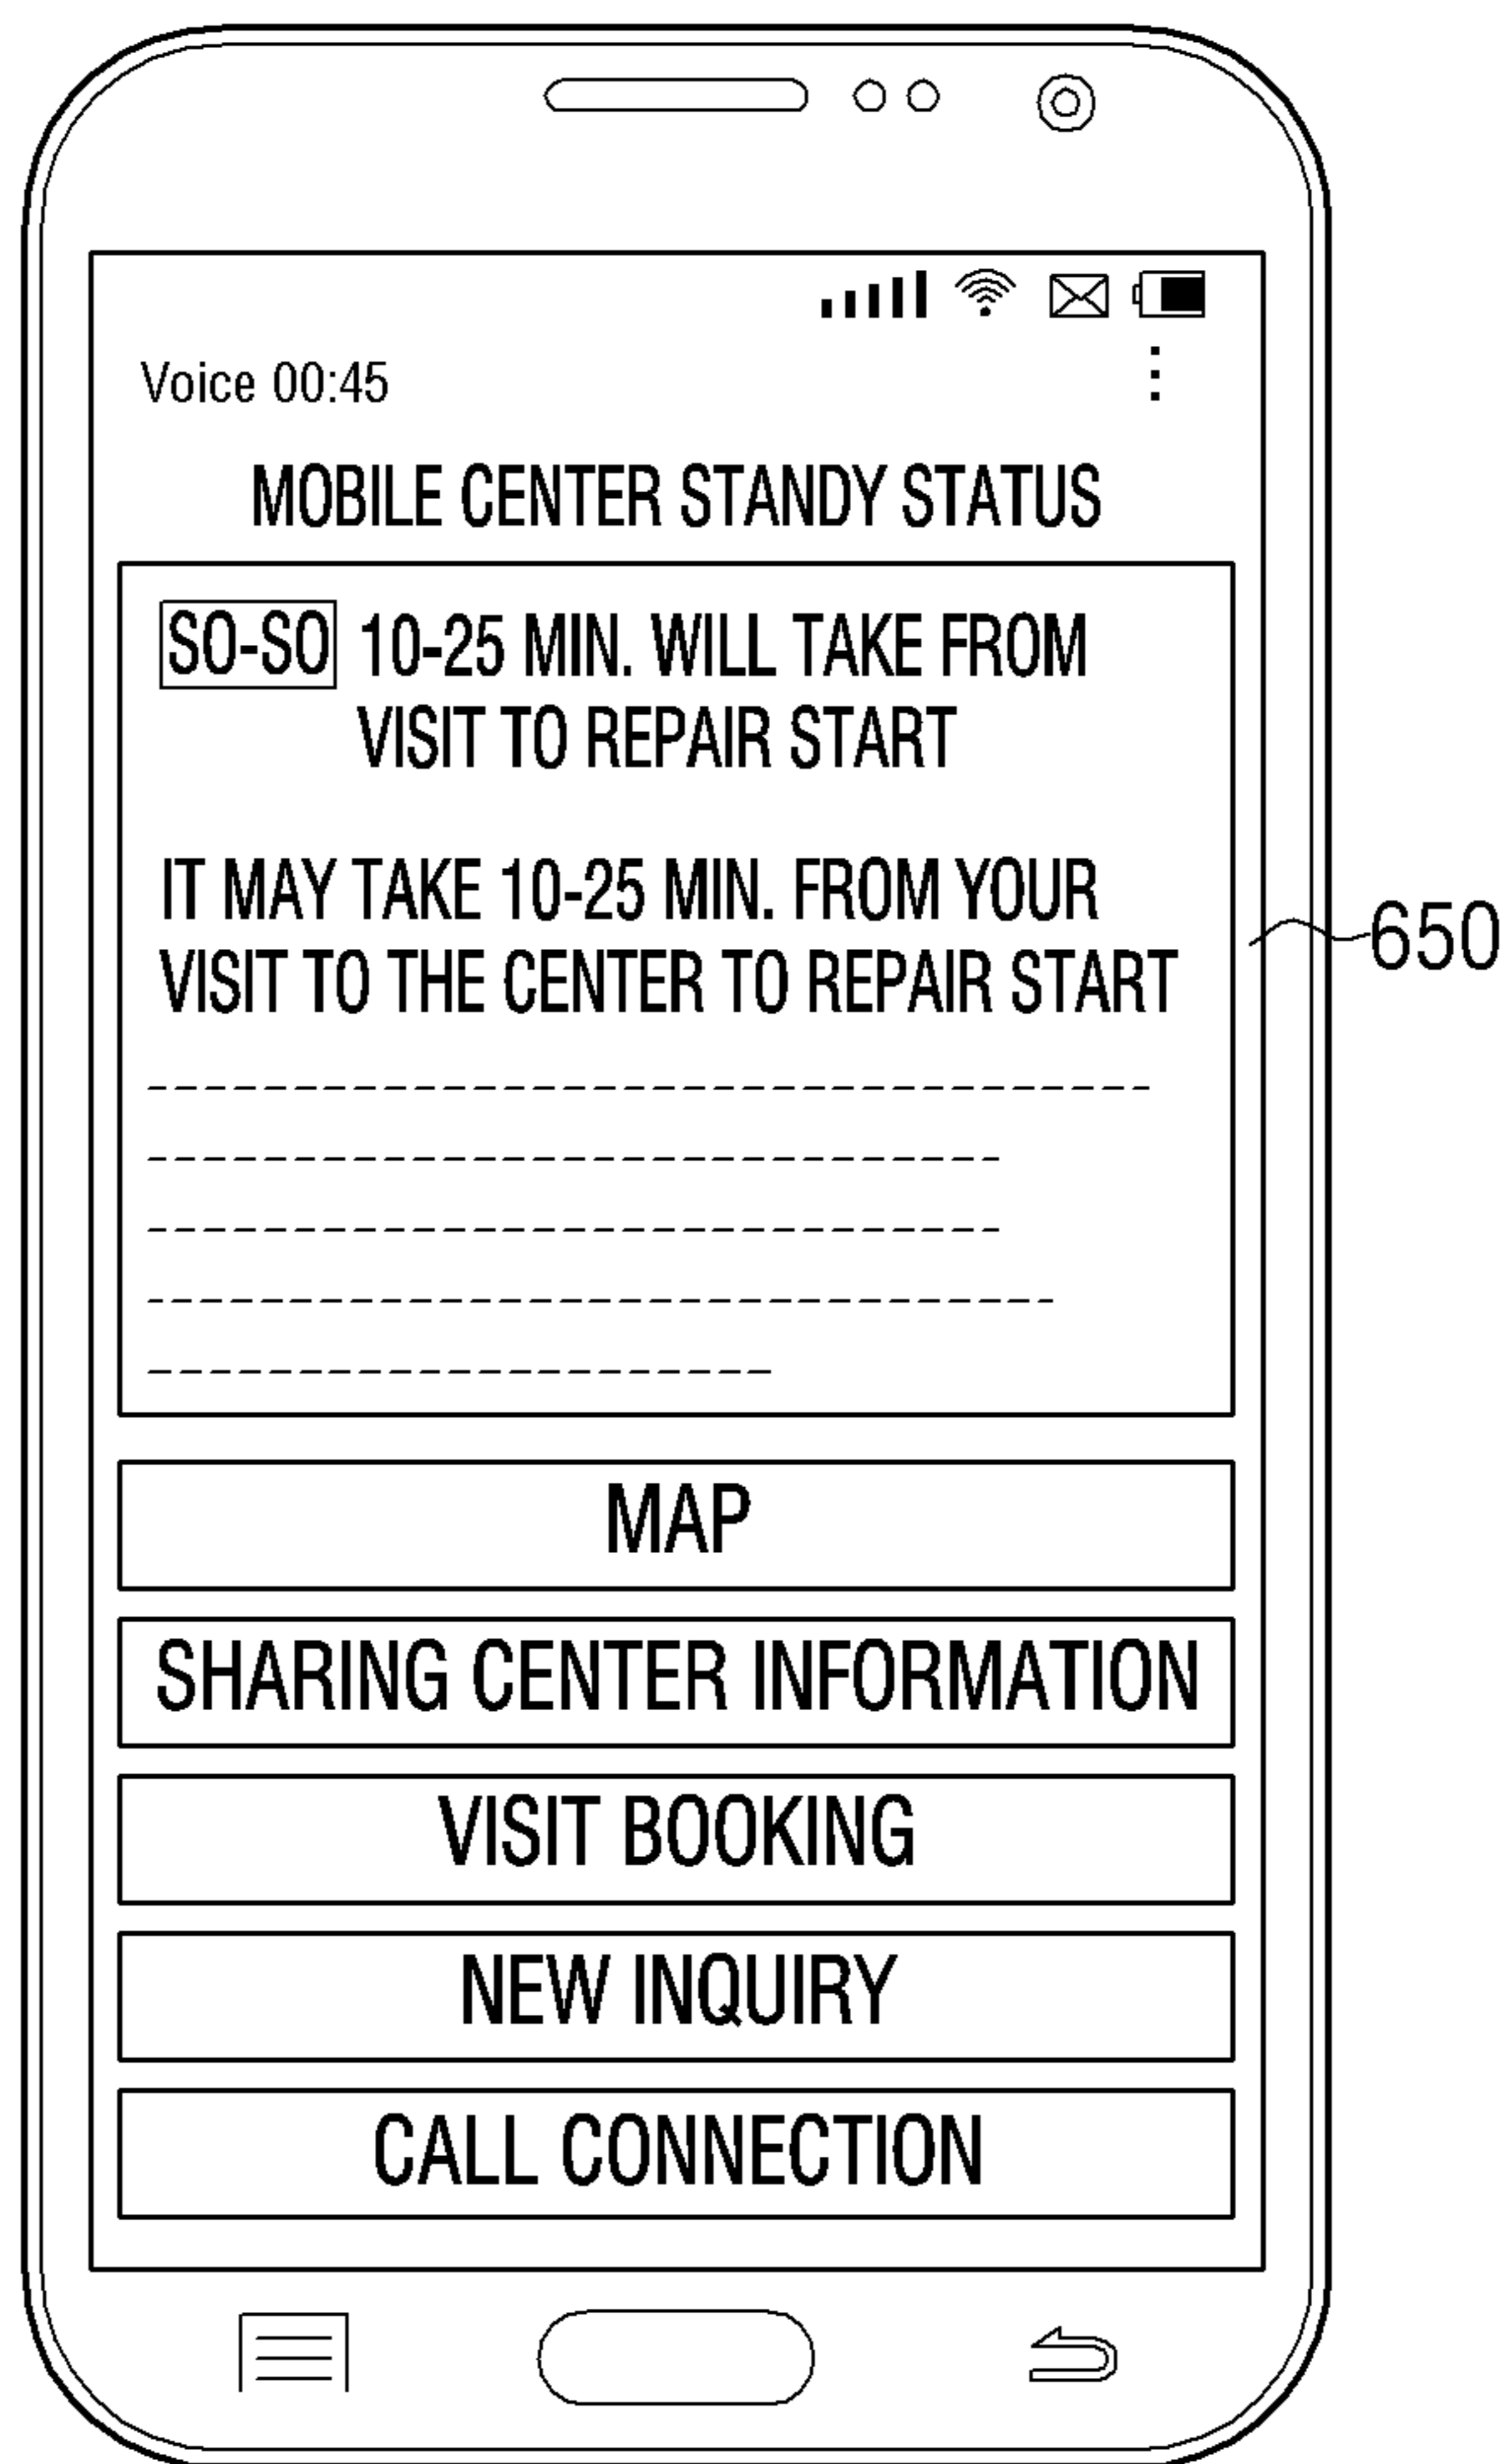 Voice 00:45
MOBILE CENTER STANDY STATUS
SO-SO 10-25 MIN. WILL TAKE FROM
VISIT TO REPAIR START
IT MAY TAKE 10-25 MIN. FROM YOUR
VISIT TO THE CENTER TO REPAIR START
650
MAP
SHARING CENTER INFORMATION
VISIT BOOKING
NEW INQUIRY
CALL CONNECTION